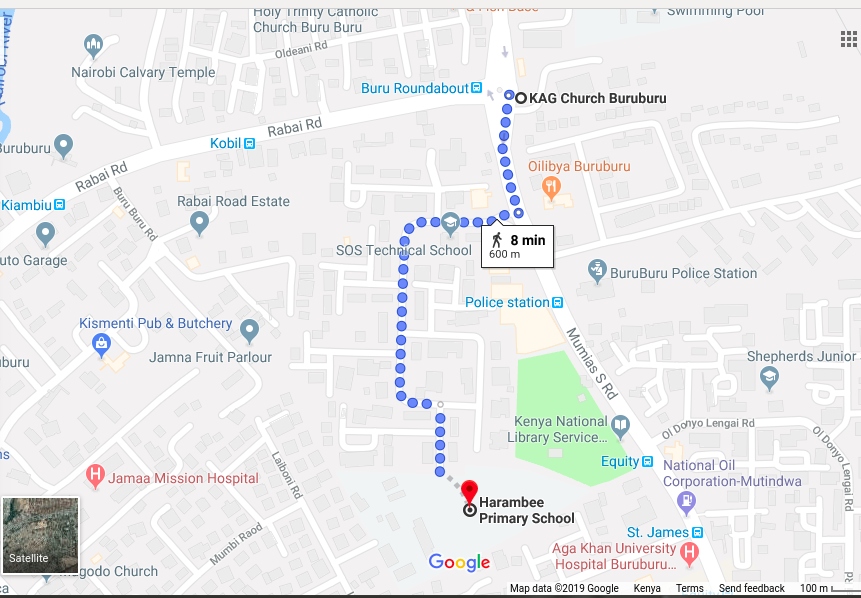 Holy Trinity Catholic
Church Buru Buru
Swimming Pool
Oldeani Rd
Nairobi Calvary Temple
Buru Roundabout
KAG Church Buruburu
Rabai Rd
Kobil
Buruburu
Oilibya Buruburu
Rabai Rd
Kiambiu
Buru Buru Rd
Rabai Road Estate
8 min
600 m
SOS Technical School
uto Garage
BuruBuru Police Station
Police station
Kismenti Pub & Butchery
Jamna Fruit Parlour
Mumias S Rd
Shepherds Junior
uburu
Kenya National
Library Service...
Ol Donyo Lengai Rd
Ol Donyo Lengai Rd
Equity
National Oil
Corporation-Mutindwa
Jamaa Mission Hospital
Laiboni Rd
Harambee
Primary School
Mumbi Raod
St. James
Aga Khan University
Hospital Buruburu...
Satellite
Google
Magodo Church
Map data ©2019 Google Kenya Terms Send feedback 100 m